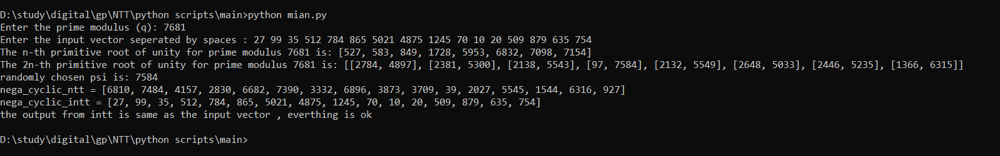 D:\study\digital\gp\NTT\python scripts\main>python mian.py
Enter the prime modulus (q): 7681
Enter the input vector seperated by spaces : 27 99 35 512 784 865 5021 4875 1245 70 10 20 509 879 635 754
The n-th primitive root of unity for prime modulus 7681 is: [527, 583, 849, 1728, 5953, 6832, 7098, 7154]
The 2n-th primitive root of unity for prime modulus 7681 is: [[2784, 4897], [2381, 5300], [2138, 5543], [97, 7584], [2132, 5549], [2648, 5033], [2446, 5235], [1366, 6315]]
randomly chosen psi is: 7584
nega_cyclic_ntt = [6810, 7484, 4157, 2830, 6682, 7390, 3332, 6896, 3873, 3709, 39, 2027, 5545, 1544, 6316, 927]
nega_cyclic_intt = [27, 99, 35, 512, 784, 865, 5021, 4875, 1245, 70, 10, 20, 509, 879, 635, 754]
the output from intt is same as the input vector , everthing is ok
D:\study\digital\gp\NTT\python scripts\main>